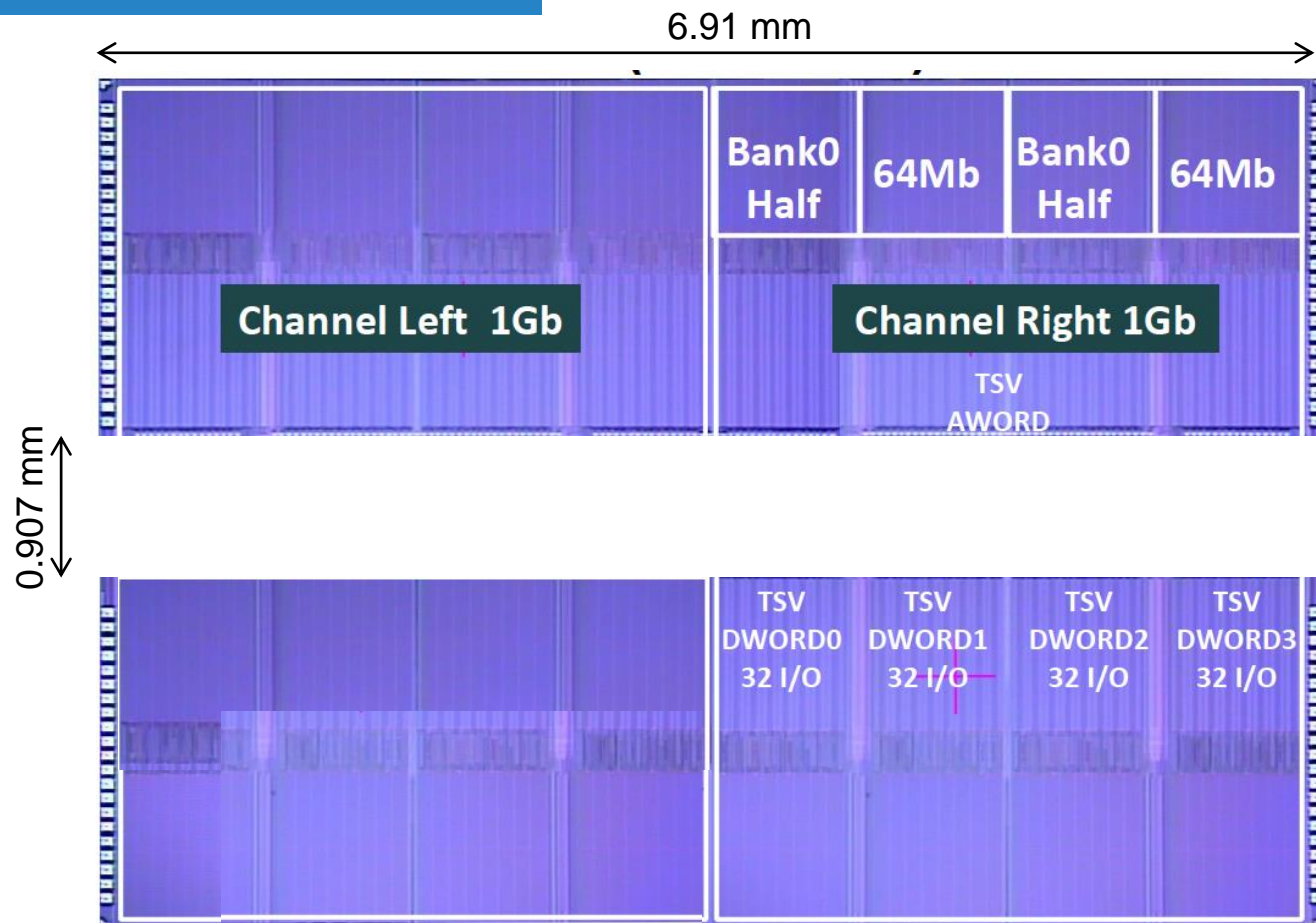 6.91 mm
Bank0
Half
64Mb
Bank0
Half
64Mb
Channel Left 1Gb
Channel Right 1Gb
TSV
AWORD
0.907 mm
TSV
DWORD0
32 I/O
TSV
DWORD1
32 I/O
TSV
DWORD2
32 I/O
TSV
DWORD3
32 I/O